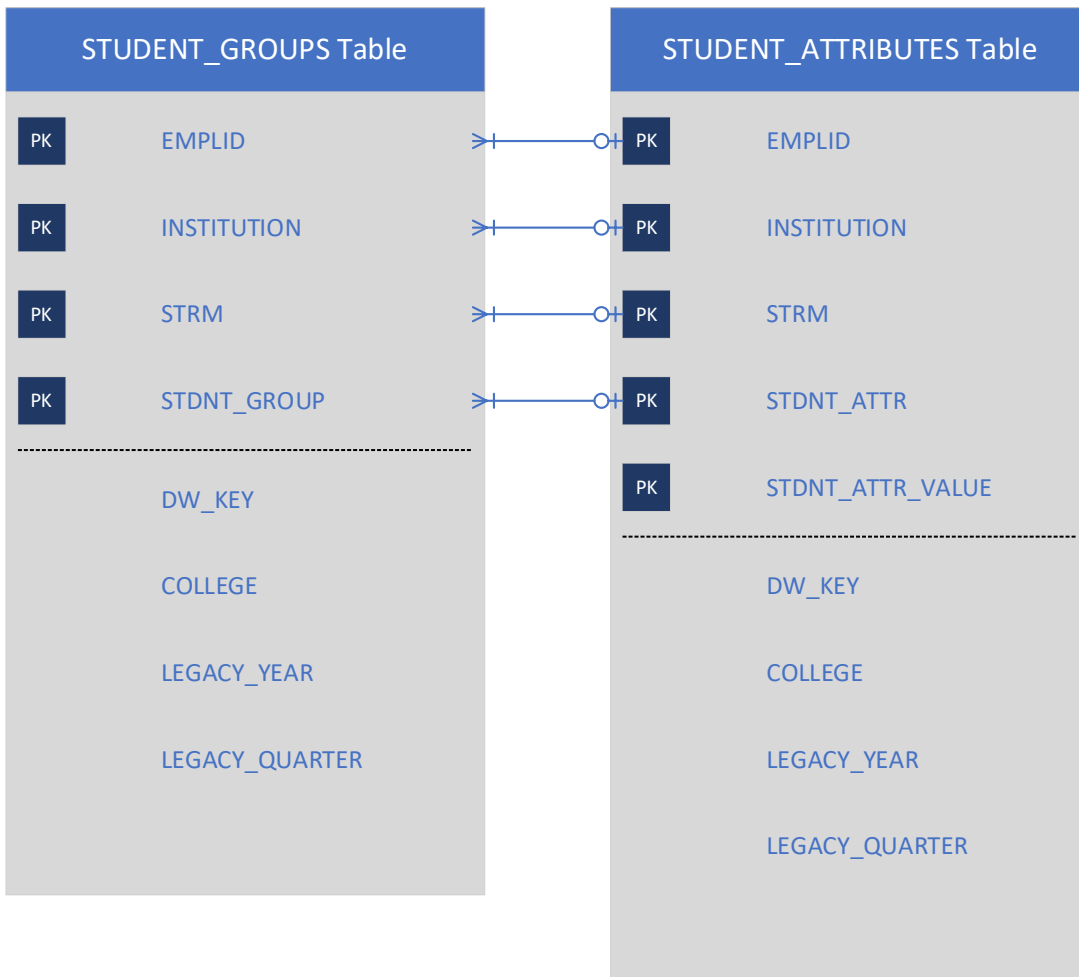 STUDENT_GROUPS Table
PK EMPLID
PK INSTITUTION
PK STRM
PK STDNT_GROUP
DW_KEY
COLLEGE
LEGACY_YEAR
LEGACY_QUARTER
STUDENT_ATTRIBUTES Table
PK EMPLID
PK INSTITUTION
PK STRM
PK STDNT_ATTR
PK STDNT_ATTR_VALUE
DW_KEY
COLLEGE
LEGACY_YEAR
LEGACY_QUARTER